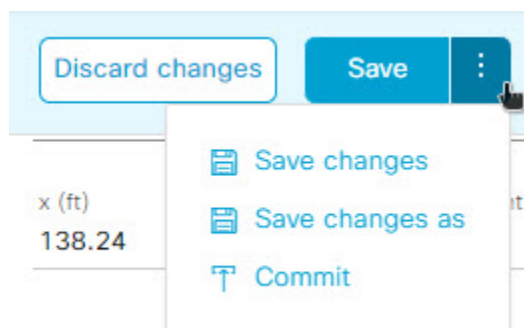 Discard changes
Save
Save changes
x (ft)
Save changes as
138.24
Commit